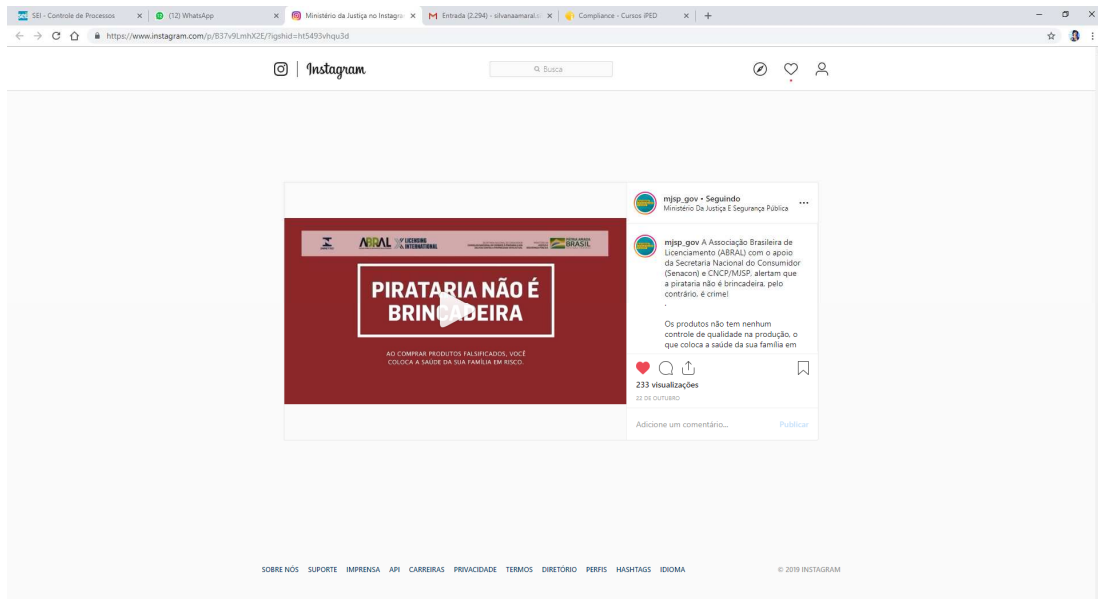 SEI - Controle de Processos
(12) WhatsApp
Ministério da Justiça no Instagra
Entrada (2.294) - silvanaamaral.s
Compliance - Cursos iPED
https://www.instagram.com/p/B37v9LmhX2E/?igshid=ht5493vhqu3d
Instagram
Busca
ABRAL LICENSING INTERNATIONAL
BRASIL
PIRATARIA NÃO É
BRINCADEIRA
AO COMPRAR PRODUTOS FALSIFICADOS, VOCÊ
COLOCA A SAÚDE DA SUA FAMÍLIA EM RISCO.
mjsp_gov • Seguindo
Ministério Da Justiça E Segurança Pública
mjsp_gov A Associação Brasileira de
Licenciamento (ABRAL) com o apoio
da Secretaria Nacional do Consumidor
(Senacon) e CNCP/MJSP, alertam que
a pirataria não é brincadeira, pelo
contrário, é crime!
.
Os produtos não tem nenhum
controle de qualidade na produção, o
que coloca a saúde da sua família em
233 visualizações
22 DE OUTUBRO
Adicione um comentário... Publicar
SOBRE NÓS SUPORTE IMPRENSA API CARREIRAS PRIVACIDADE TERMOS DIRETÓRIO PERFIS HASHTAGS IDIOMA
© 2019 INSTAGRAM